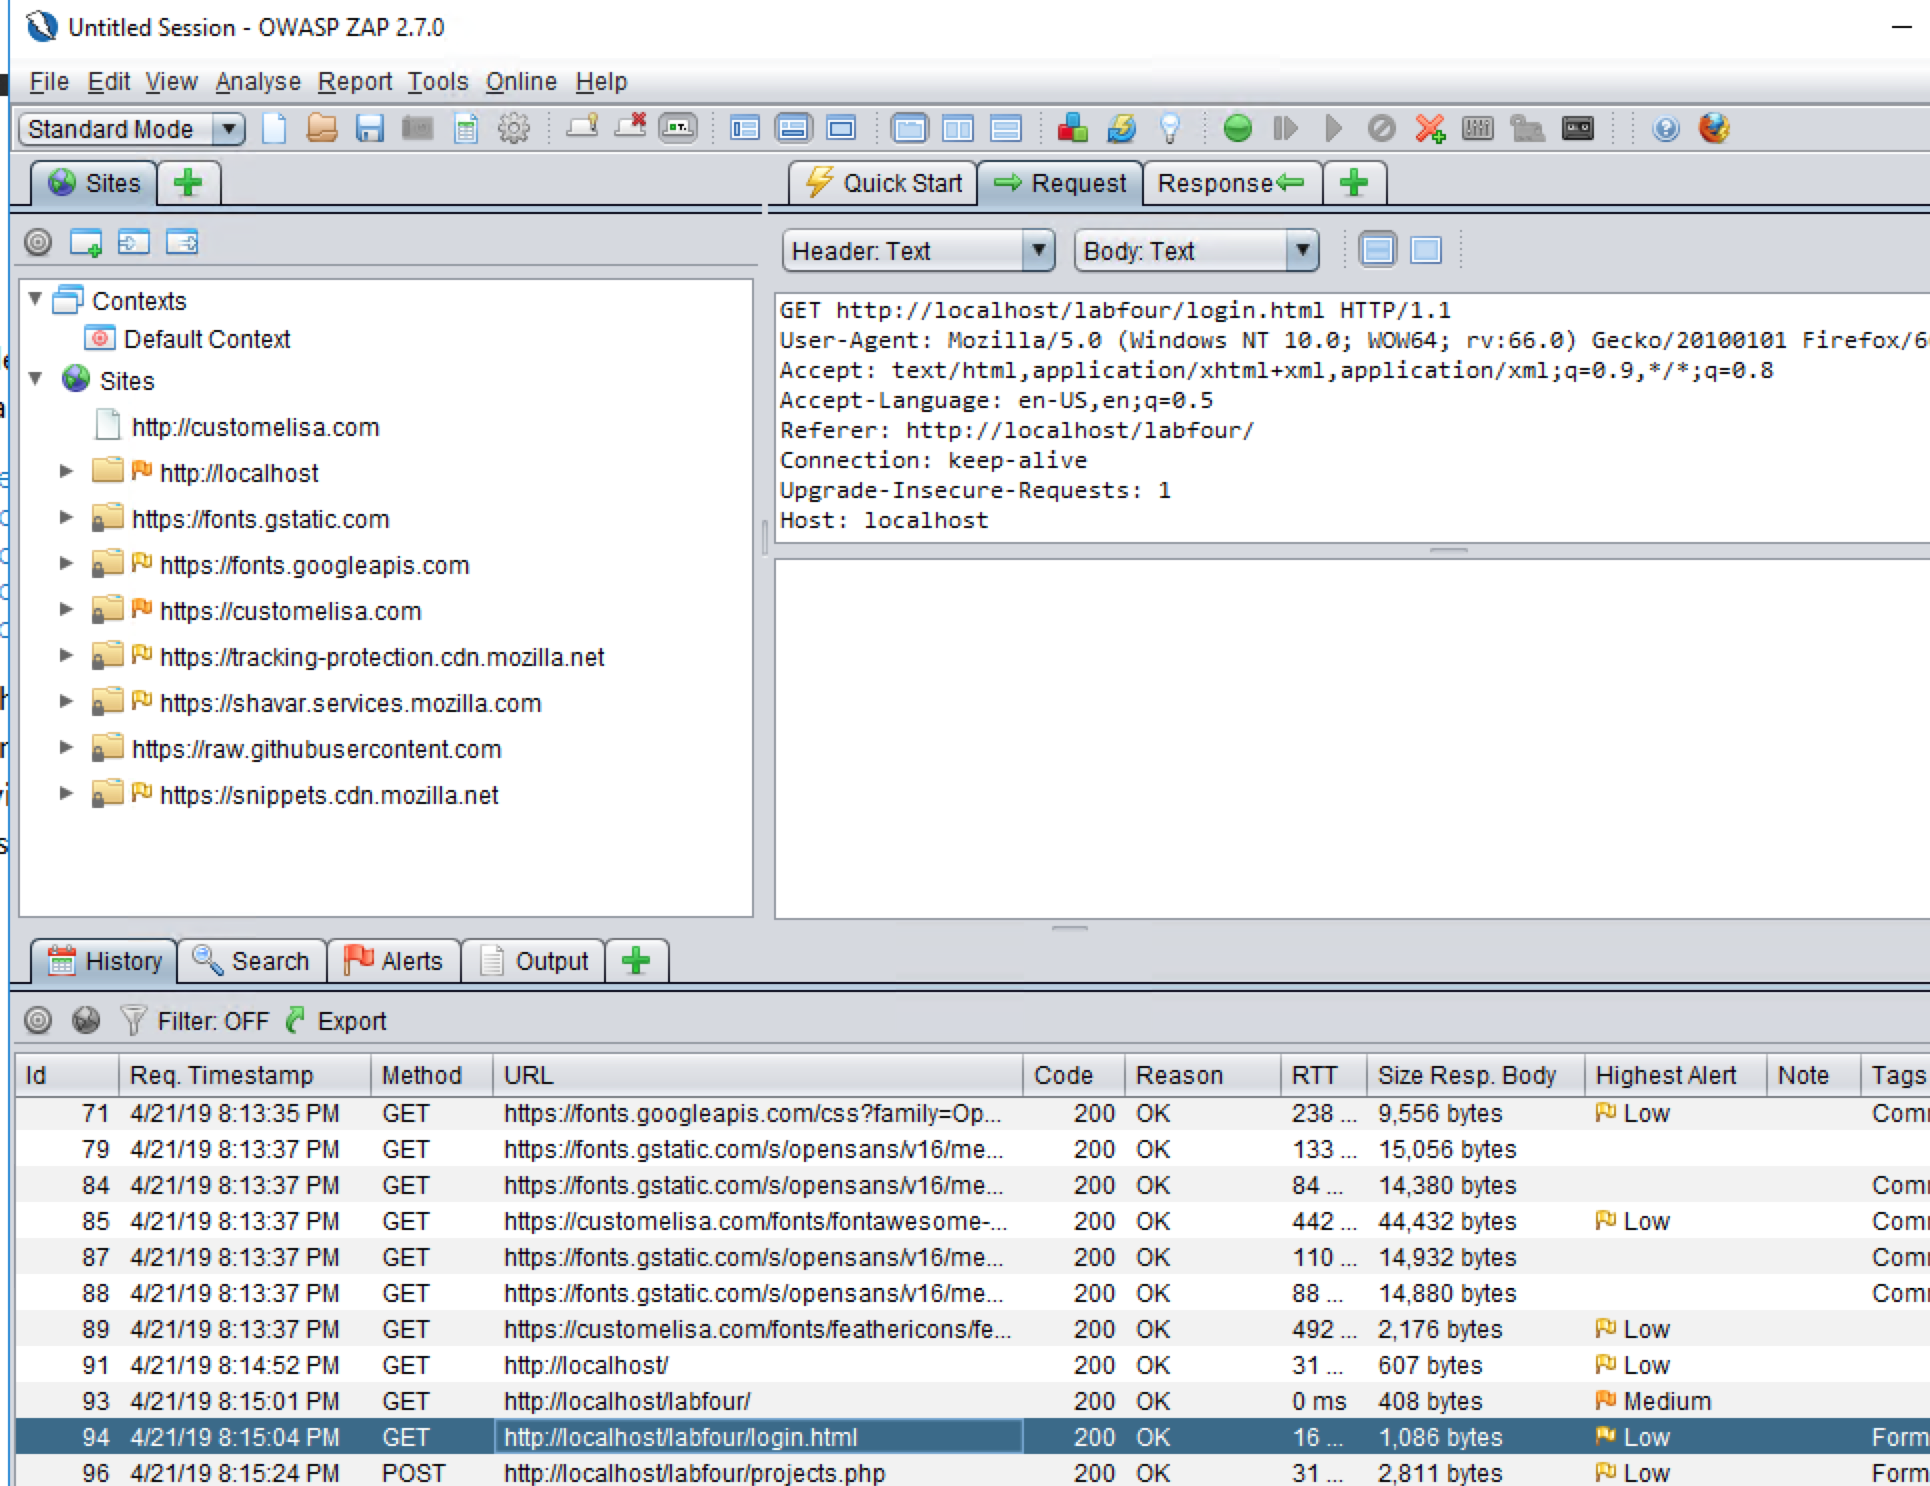 Untitled Session - OWASP ZAP 2.7.0
File Edit View Analyse Report Tools Online Help
Standard Mode
Sites
Quick Start Request Response
Header: Text Body: Text
Contexts
Default Context
Sites
http://customelisa.com
http://localhost
https://fonts.gstatic.com
https://fonts.googleapis.com
https://customelisa.com
https://tracking-protection.cdn.mozilla.net
https://shavar.services.mozilla.com
https://raw.githubusercontent.com
https://snippets.cdn.mozilla.net
GET http://localhost/labfour/login.html HTTP/1.1
User-Agent: Mozilla/5.0 (Windows NT 10.0; WOW64; rv:66.0) Gecko/20100101 Firefox/6
Accept: text/html,application/xhtml+xml,application/xml;q=0.9,*/*;q=0.8
Accept-Language: en-US,en;q=0.5
Referer: http://localhost/labfour/
Connection: keep-alive
Upgrade-Insecure-Requests: 1
Host: localhost
History Search Alerts Output
Filter: OFF Export
Id Req. Timestamp Method URL Code Reason RTT Size Resp. Body Highest Alert Note Tags
71 4/21/19 8:13:35 PM GET https://fonts.googleapis.com/css?family=Op... 200 OK 238 ... 9,556 bytes Low Com
79 4/21/19 8:13:37 PM GET https://fonts.gstatic.com/s/opensans/v16/me... 200 OK 133 ... 15,056 bytes
84 4/21/19 8:13:37 PM GET https://fonts.gstatic.com/s/opensans/v16/me... 200 OK 84 ... 14,380 bytes Com
85 4/21/19 8:13:37 PM GET https://customelisa.com/fonts/fontawesome-... 200 OK 442 ... 44,432 bytes Low Com
87 4/21/19 8:13:37 PM GET https://fonts.gstatic.com/s/opensans/v16/me... 200 OK 110 ... 14,932 bytes Com
88 4/21/19 8:13:37 PM GET https://fonts.gstatic.com/s/opensans/v16/me... 200 OK 88 ... 14,880 bytes Com
89 4/21/19 8:13:37 PM GET https://customelisa.com/fonts/feathericons/fe... 200 OK 492 ... 2,176 bytes Low
91 4/21/19 8:14:52 PM GET http://localhost/ 200 OK 31 ... 607 bytes Low
93 4/21/19 8:15:01 PM GET http://localhost/labfour/ 200 OK 0 ms 408 bytes Medium
94 4/21/19 8:15:04 PM GET http://localhost/labfour/login.html 200 OK 16 ... 1,086 bytes Low Form
96 4/21/19 8:15:24 PM POST http://localhost/labfour/projects.php 200 OK 31 ... 2,811 bytes Low Form